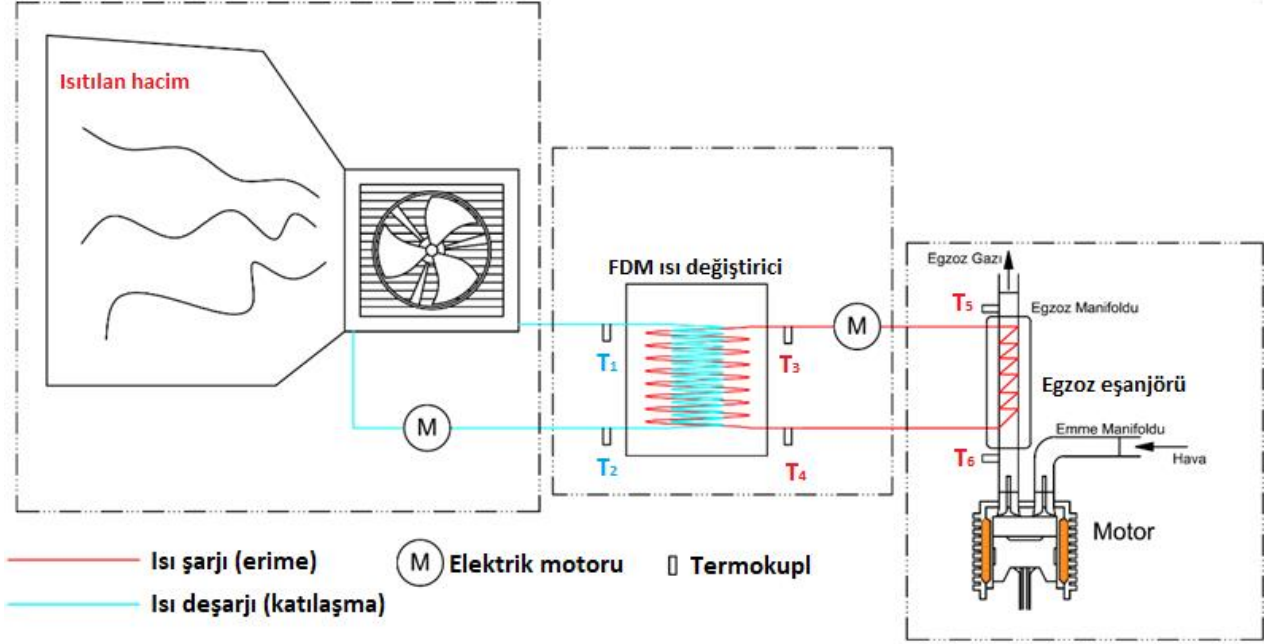 Isıtılan hacim
FDM ısı değiştirici
Egzoz Gazı
T5
Egzoz Manifoldu
T1
T3
M
Egzoz eşanjörü
M
Emme Manifoldu
T2
T4
T6
Hava
Motor
Isı şarjı (erime)
M Elektrik motoru
Termokupl
Isı deşarjı (katılaşma)